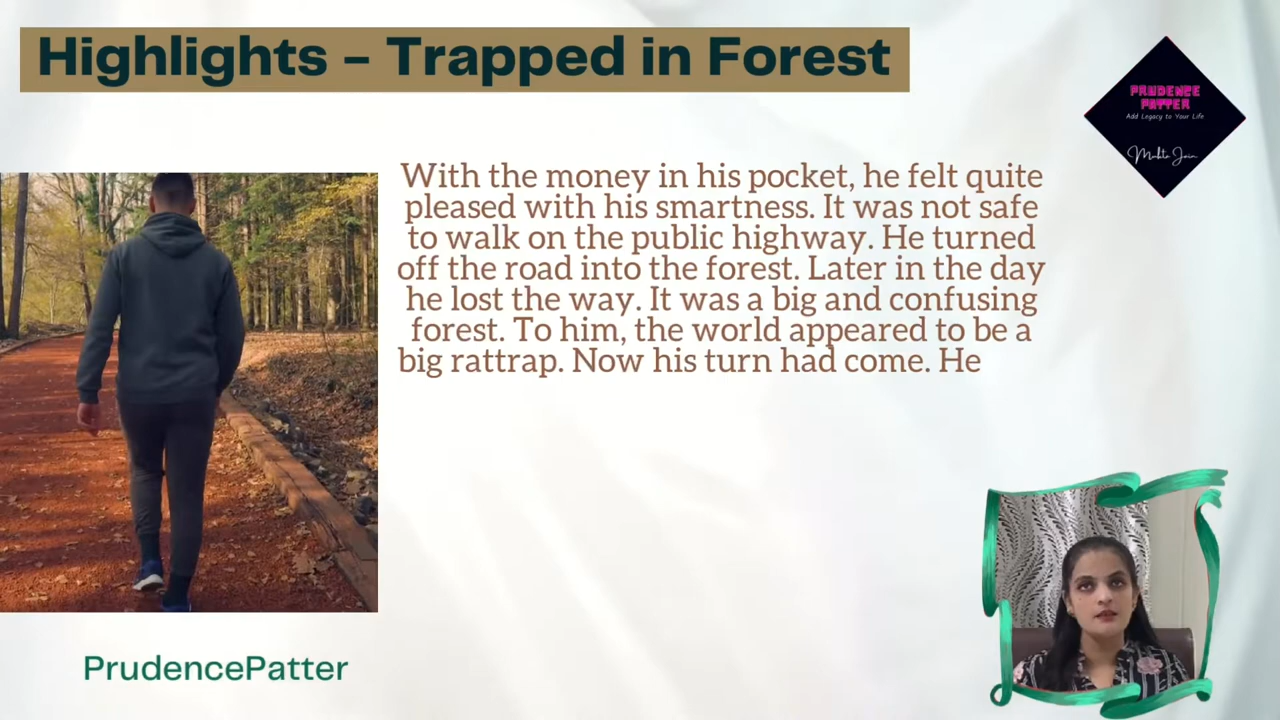 Highlights - Trapped in Forest
PRUDENCE
PATTER
Add Legacy to Your Life
With the money in his pocket, he felt quite
pleased with his smartness. It was not safe
to walk on the public highway. He turned
off the road into the forest. Later in the day
he lost the way. It was a big and confusing
forest. To him, the world appeared to be a
big rattrap. Now his turn had come. He
PrudencePatter